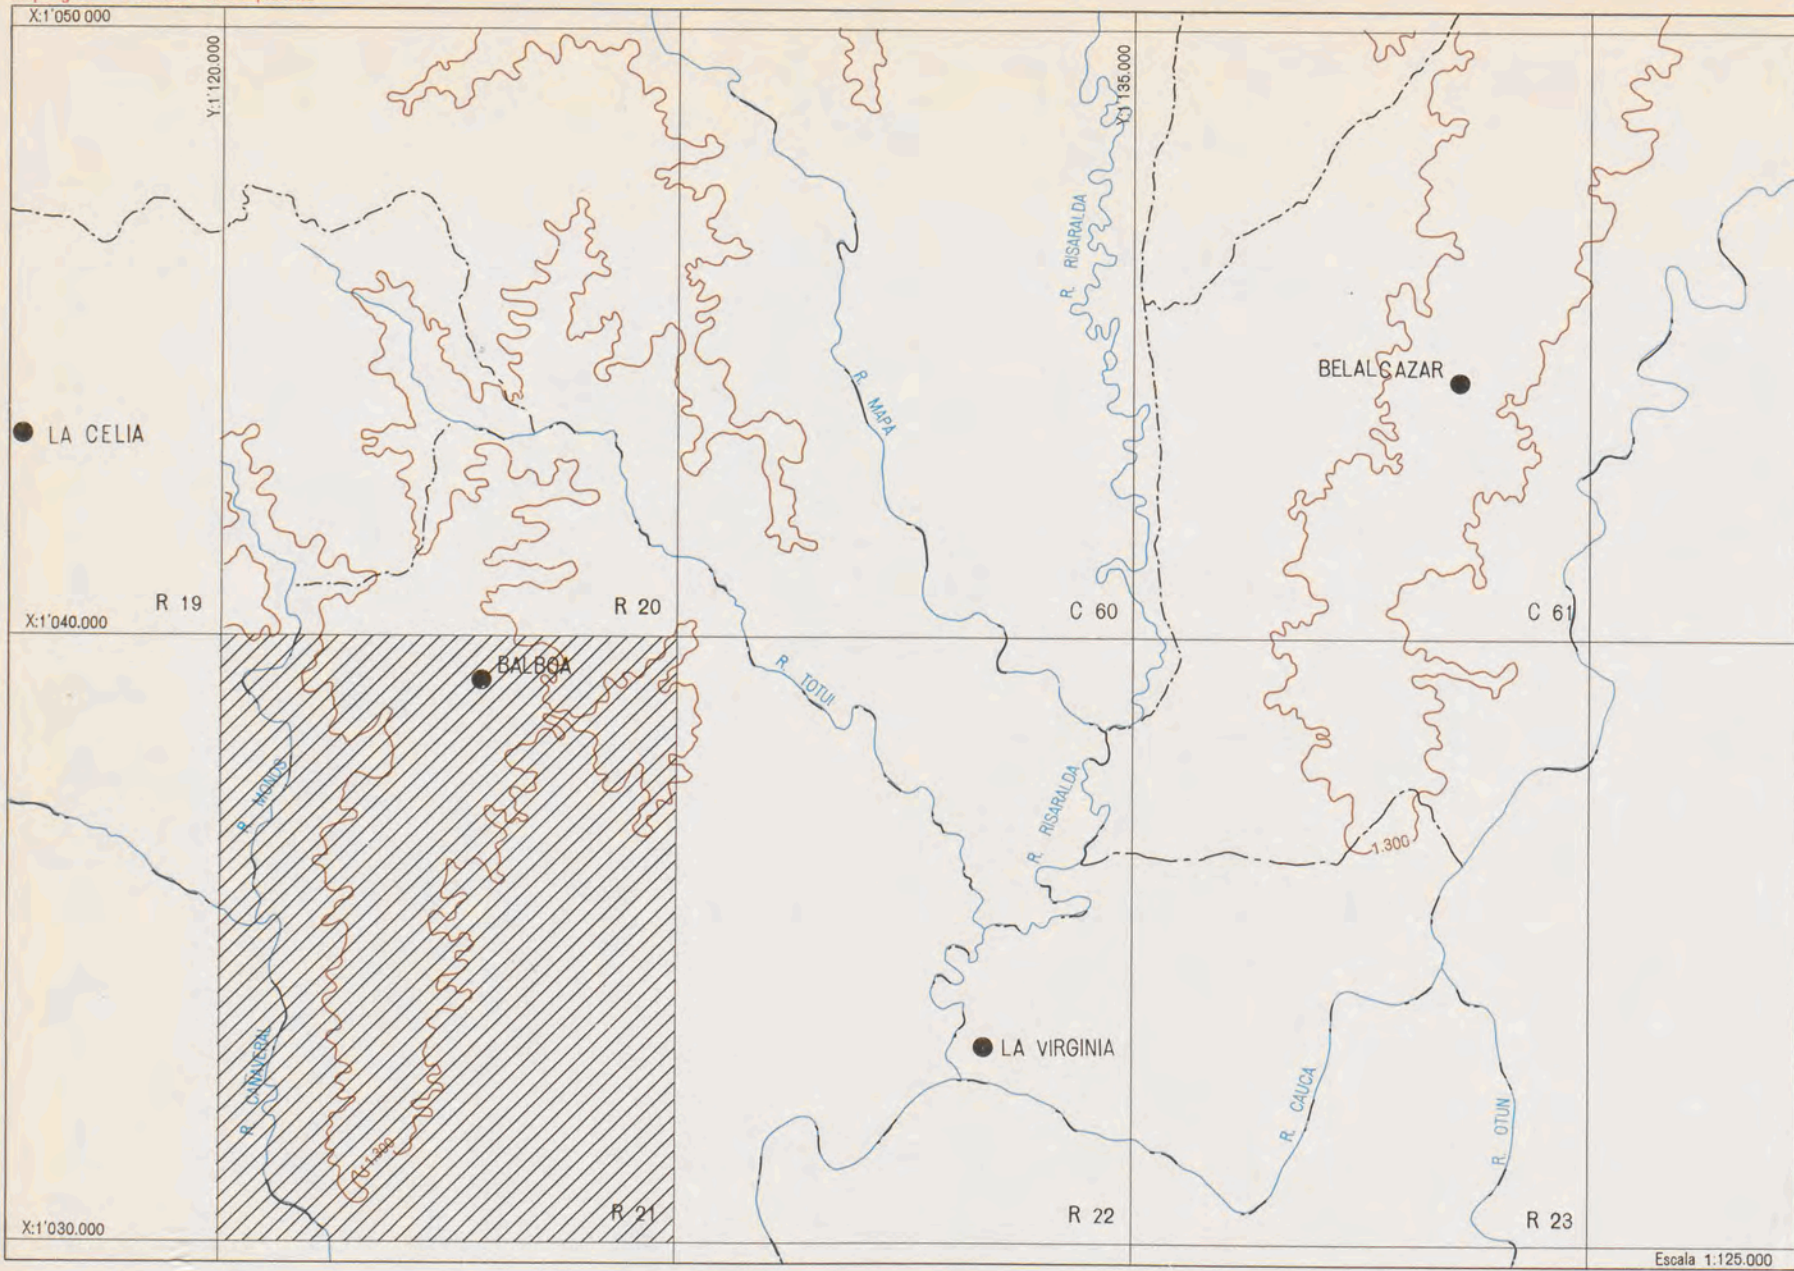 X:1'050 000
Y:1'120.000
Y:1'135.000
R. RISARALDA
BELALCAZAR
R. MAPÁ
LA CELIA
R 19
R 20
C 60
C 61
X:1'040.000
BALBOA
R. TOTUI
R. MONOS
R. RISARALDA
1.300
LA VIRGINIA
R. CAÑAVERAL
R. CAUCA
R. OTUN
1.300
R 21
R 22
R 23
X:1'030.000
Escala 1:125.000